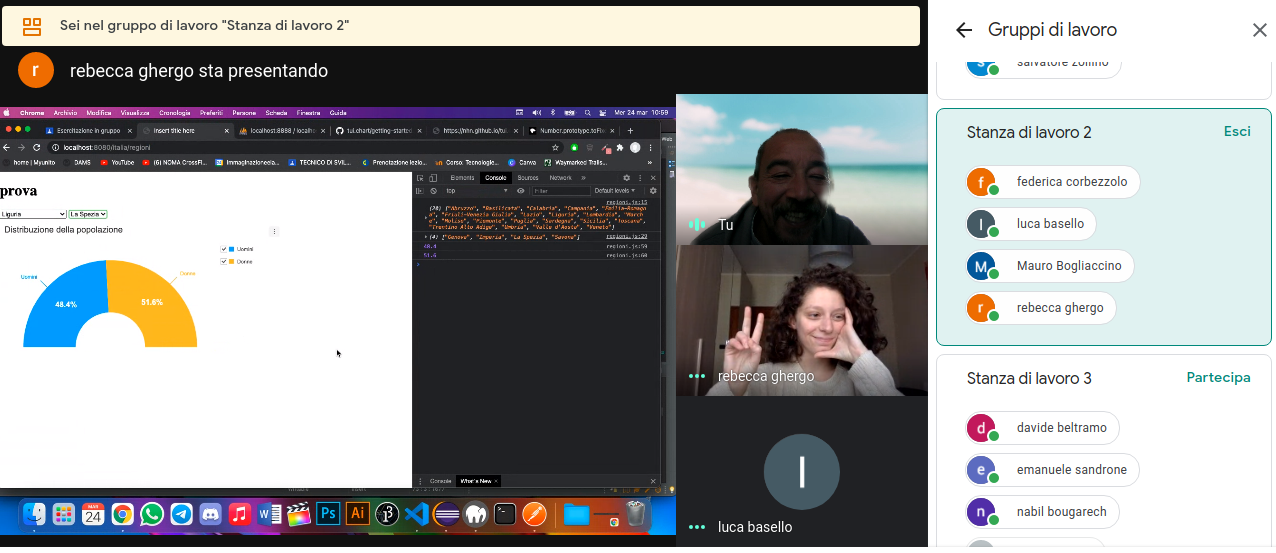 Sei nel gruppo di lavoro "Stanza di lavoro 2"
r
rebecca ghergo sta presentando
Chrome Archivio Modifica Visualizza Cronologia Preferiti Persone Scheda Finestra Guida
Mer 24 mar 10:59
Esercitazione in gruppo
Insert title here
localhost:8888 / localho
tui.chart/getting-started
https://nhn.github.io/tui
Number.prototype.toFix
localhost:8080/italia/regioni
home | Myunito
DAMS
YouTube
(6) NOMA CrossFi...
TECNICO DI SVIL...
Prenotazione lezio...
Corso: Tecnologie...
Canva
Waymarked Trails...
prova
Liguria
La Spezia
Distribuzione della popolazione
Uomini
Donne
Uomini
Donne
48.4%
51.6%
Elements Console Sources Network
top
Filter
Default levels
regioni.js:15
(20) ["Abruzzo", "Basilicata", "Calabria", "Campania", "Emilia-Romagn
a", "Friuli-Venezia Giulia", "Lazio", "Liguria", "Lombardia", "March
e", "Molise", "Piemonte", "Puglia", "Sardegna", "Sicilia", "Toscana",
"Trentino Alto Adige", "Umbria", "Valle d'Aosta", "Veneto"]
(4) ["Genova", "Imperia", "La Spezia", "Savona"]
48.4 regioni.js:59
51.6 regioni.js:60
Console What's New
MAR
24
Ps
Ai
Tu
rebecca ghergo
l
luca basello
Gruppi di lavoro
salvatore zollino
Stanza di lavoro 2
Esci
f federica corbezzolo
l luca basello
M Mauro Bogliaccino
r rebecca ghergo
Stanza di lavoro 3
Partecipa
d davide beltramo
e emanuele sandrone
n nabil bougarech